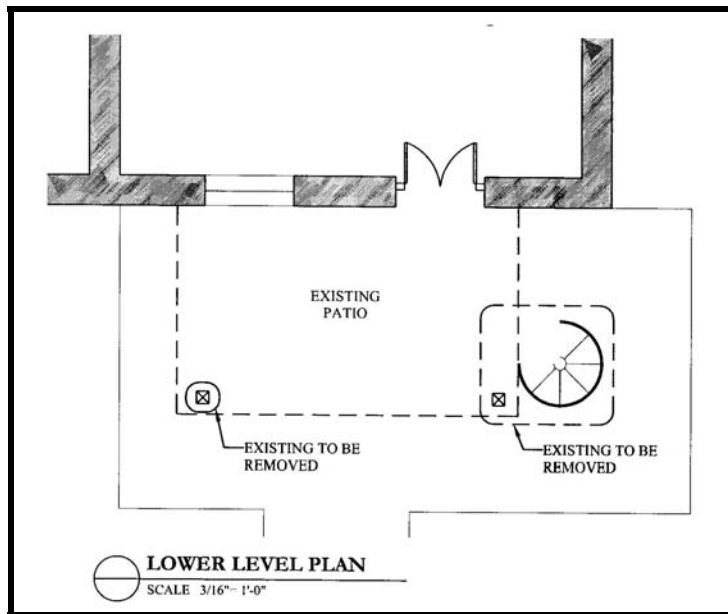 EXISTING
PATIO
EXISTING TO BE
REMOVED
EXISTING TO BE
REMOVED
LOWER LEVEL PLAN
SCALE 3/16"= 1'-0"